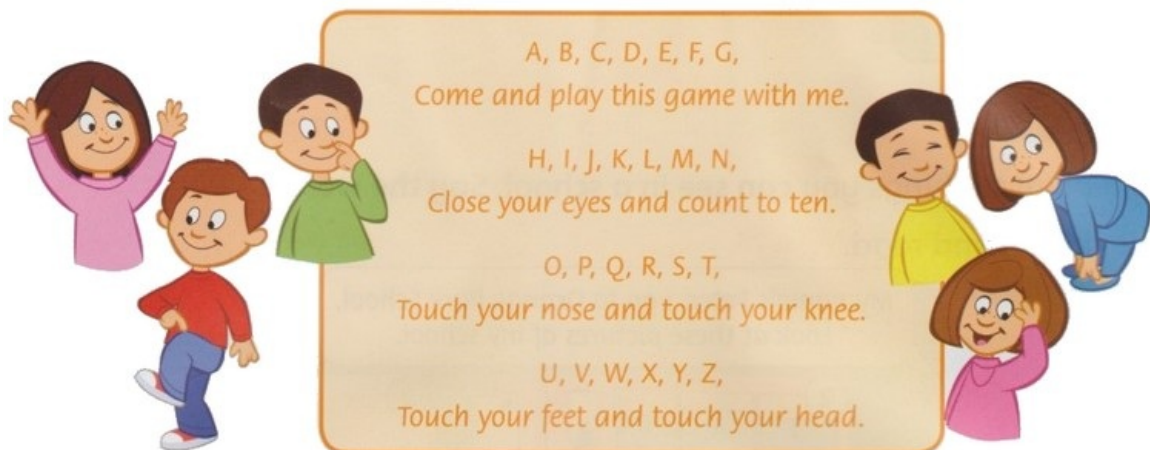 A, B, C, D, E, F, G,
Come and play this game with me.
H, I, J, K, L, M, N,
Close your eyes and count to ten.
O, P, Q, R, S, T,
Touch your nose and touch your knee.
U, V, W, X, Y, Z,
Touch your feet and touch your head.